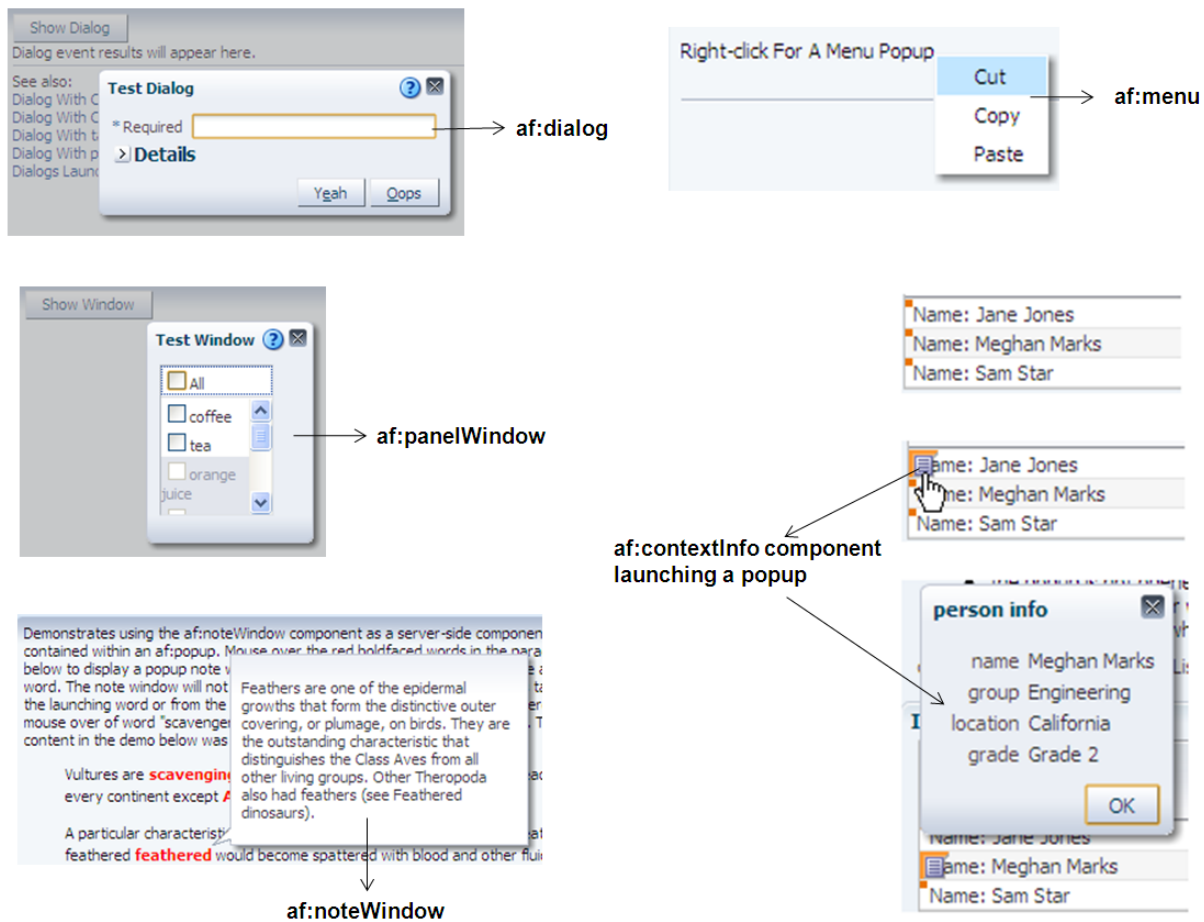 Show Dialog
Dialog event results will appear here.
See also:
Dialog With C
Dialog With C
Dialog With t
Dialog With p
Dialogs Laun
Test Dialog
* Required
Details
Yeah
Oops
af:dialog
Right-click For A Menu Popup
Cut
Copy
Paste
af:menu
Show Window
Test Window
All
coffee
tea
orange
juice
af:panelWindow
Name: Jane Jones
Name: Meghan Marks
Name: Sam Star
ame: Jane Jones
me: Meghan Marks
Name: Sam Star
af:contextInfo component
launching a popup
person info
name Meghan Marks
group Engineering
location California
grade Grade 2
OK
Name: Jane Jones
ame: Meghan Marks
Name: Sam Star
Demonstrates using the af:noteWindow component as a server-side component
contained within an af:popup. Mouse over the red boldfaced words in the para
below to display a popup note w
word. The note window will not
the launching word or from the
mouse over of word "scavenge
content in the demo below was
Feathers are one of the epidermal
growths that form the distinctive outer
covering, or plumage, on birds. They are
the outstanding characteristic that
distinguishes the Class Aves from all
other living groups. Other Theropoda
also had feathers (see Feathered
dinosaurs).
Vultures are scavenging
every continent except A
A particular characterist
feathered feathered would become spattered with blood and other flui
af:noteWindow